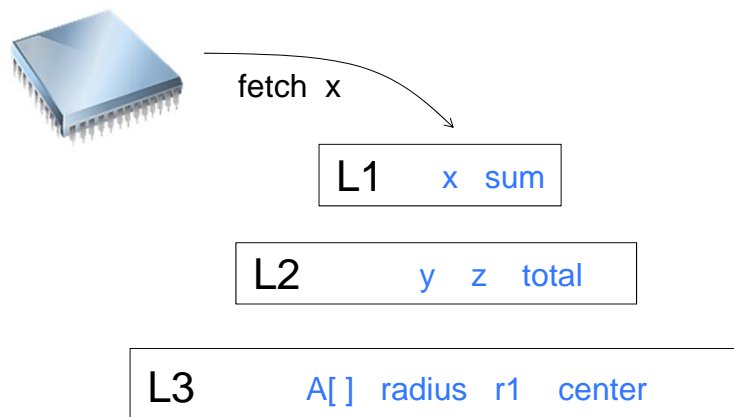 fetch x
L1 x sum
L2 y z total
L3 A[ ] radius r1 center